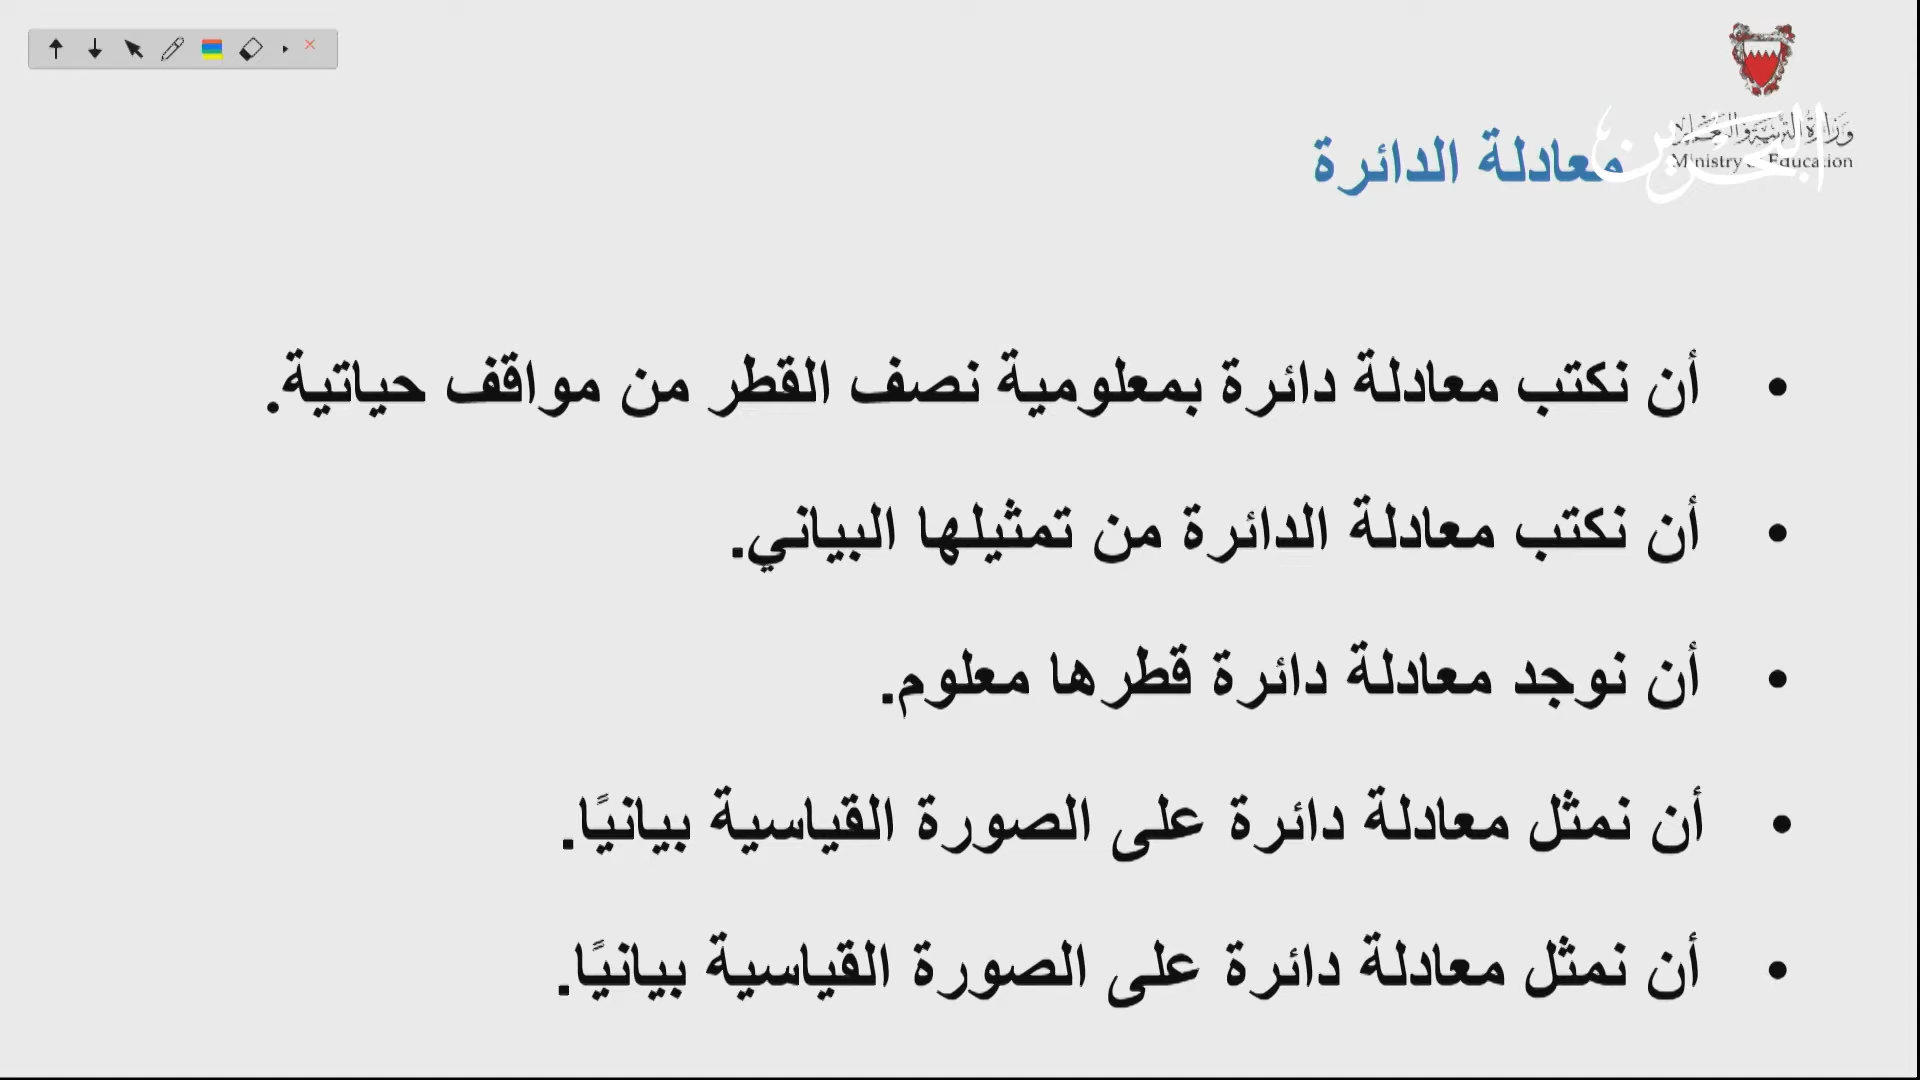 وزارة التربية والتعليم
Ministry of Education
البحرين
معادلة الدائرة
• أن نكتب معادلة دائرة بمعلومية نصف القطر من مواقف حياتية.
• أن نكتب معادلة الدائرة من تمثيلها البياني.
• أن نوجد معادلة دائرة قطرها معلوم.
• أن نمثل معادلة دائرة على الصورة القياسية بيانيًا.
• أن نمثل معادلة دائرة على الصورة القياسية بيانيًا.